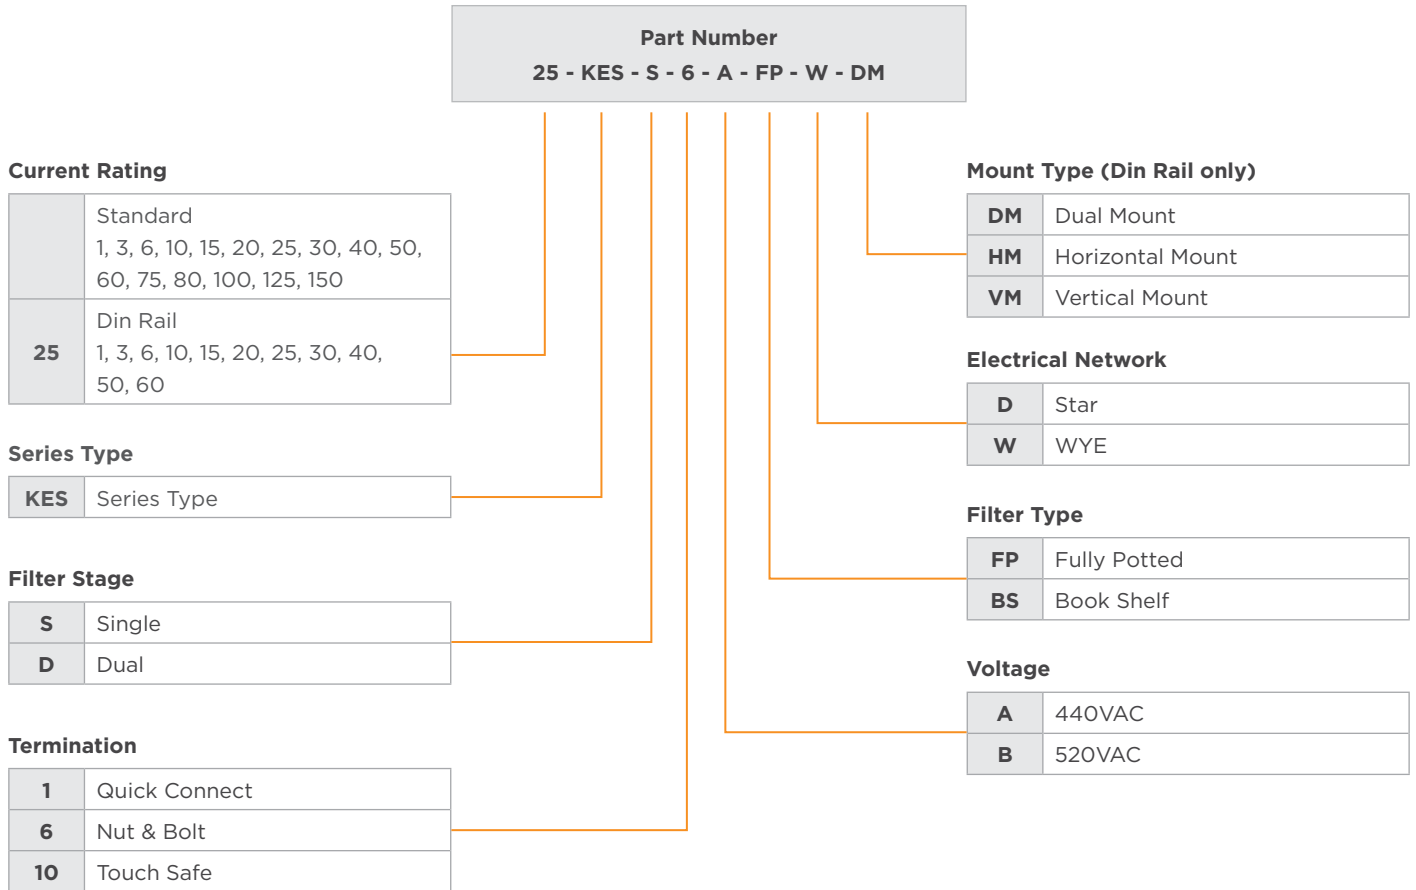 Part Number
25 - KES - S - 6 - A - FP - W - DM
Current Rating
Standard
1, 3, 6, 10, 15, 20, 25, 30, 40, 50,
60, 75, 80, 100, 125, 150
25
Din Rail
1, 3, 6, 10, 15, 20, 25, 30, 40,
50, 60
Series Type
KES Series Type
Filter Stage
S Single
D Dual
Termination
1 Quick Connect
6 Nut & Bolt
10 Touch Safe
Mount Type (Din Rail only)
DM Dual Mount
HM Horizontal Mount
VM Vertical Mount
Electrical Network
D Star
W WYE
Filter Type
FP Fully Potted
BS Book Shelf
Voltage
A 440VAC
B 520VAC